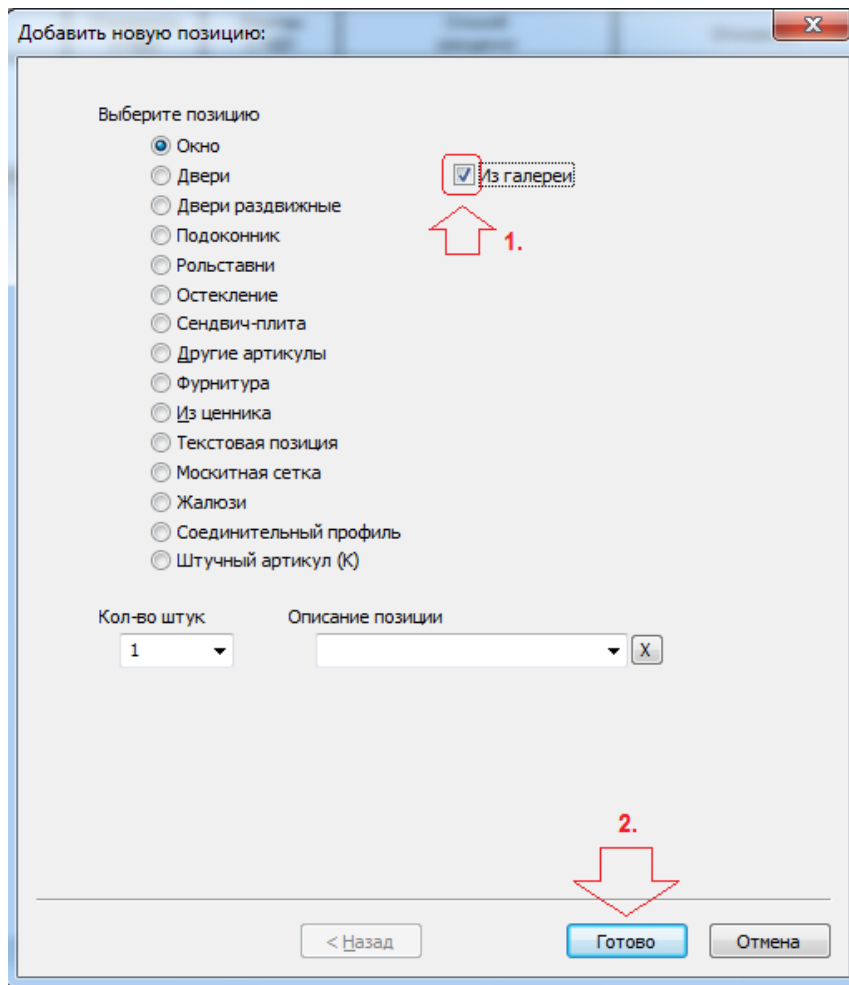 Добавить новую позицию:
Выберите позицию
Окно
Двери
Из галереи
Двери раздвижные
1.
Подоконник
Рольставни
Остекление
Сендвич-плита
Другие артикулы
Фурнитура
Из ценника
Текстовая позиция
Москитная сетка
Жалюзи
Соединительный профиль
Штучный артикул (К)
Кол-во штук
Описание позиции
1
X
2.
< Назад
Готово
Отмена